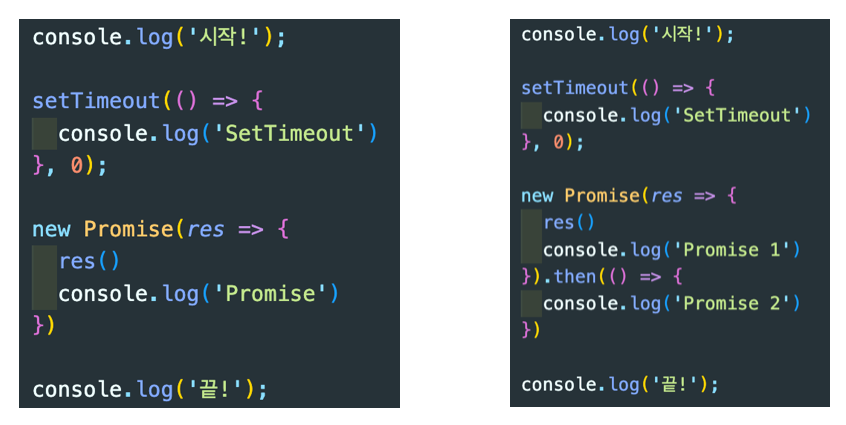 console.log('시작!');
setTimeout(() => {
console.log('SetTimeout')
}, 0);
new Promise(res => {
res()
console.log('Promise')
})
console.log('끝!');
console.log('시작!');
setTimeout(() => {
console.log('SetTimeout')
}, 0);
new Promise(res => {
res()
console.log('Promise 1')
}).then(() => {
console.log('Promise 2')
})
console.log('끝!');